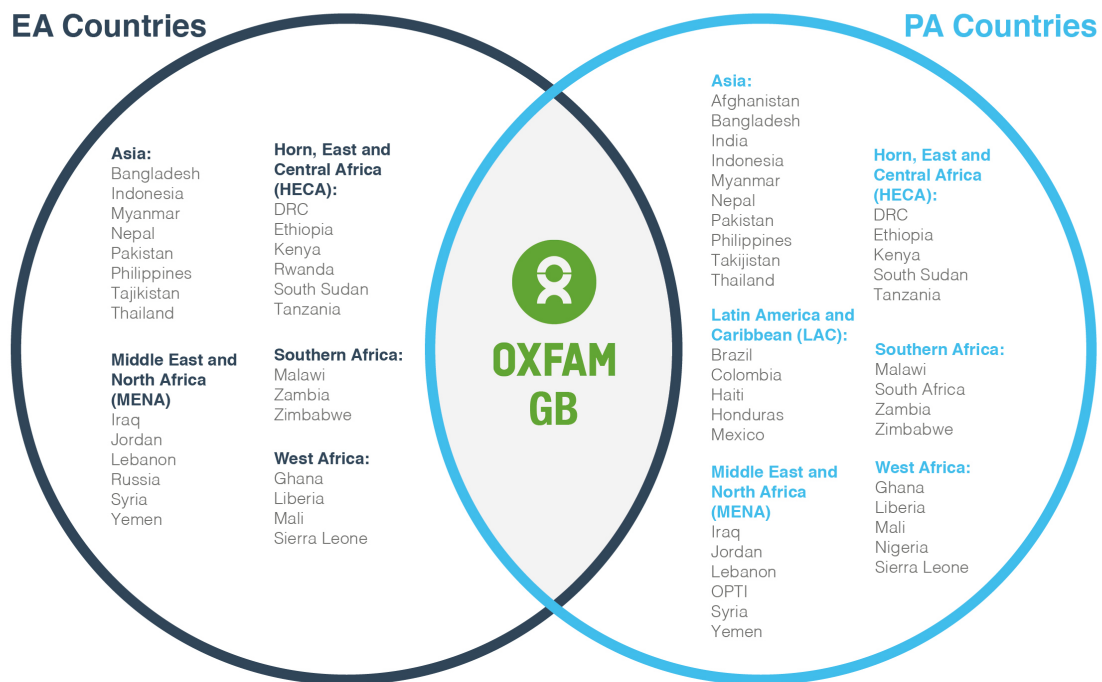 EA Countries
PA Countries
Asia:
Bangladesh
Indonesia
Myanmar
Nepal
Pakistan
Philippines
Tajikistan
Thailand
Middle East and
North Africa
(MENA)
Iraq
Jordan
Lebanon
Russia
Syria
Yemen
Horn, East and
Central Africa
(HECA):
DRC
Ethiopia
Kenya
Rwanda
South Sudan
Tanzania
Southern Africa:
Malawi
Zambia
Zimbabwe
West Africa:
Ghana
Liberia
Mali
Sierra Leone
OXFAM
GB
Asia:
Afghanistan
Bangladesh
India
Indonesia
Myanmar
Nepal
Pakistan
Philippines
Takijistan
Thailand
Latin America and
Caribbean (LAC):
Brazil
Colombia
Haiti
Honduras
Mexico
Middle East and
North Africa
(MENA)
Iraq
Jordan
Lebanon
OPTI
Syria
Yemen
Horn, East and
Central Africa
(HECA):
DRC
Ethiopia
Kenya
South Sudan
Tanzania
Southern Africa:
Malawi
South Africa
Zambia
Zimbabwe
West Africa:
Ghana
Liberia
Mali
Nigeria
Sierra Leone